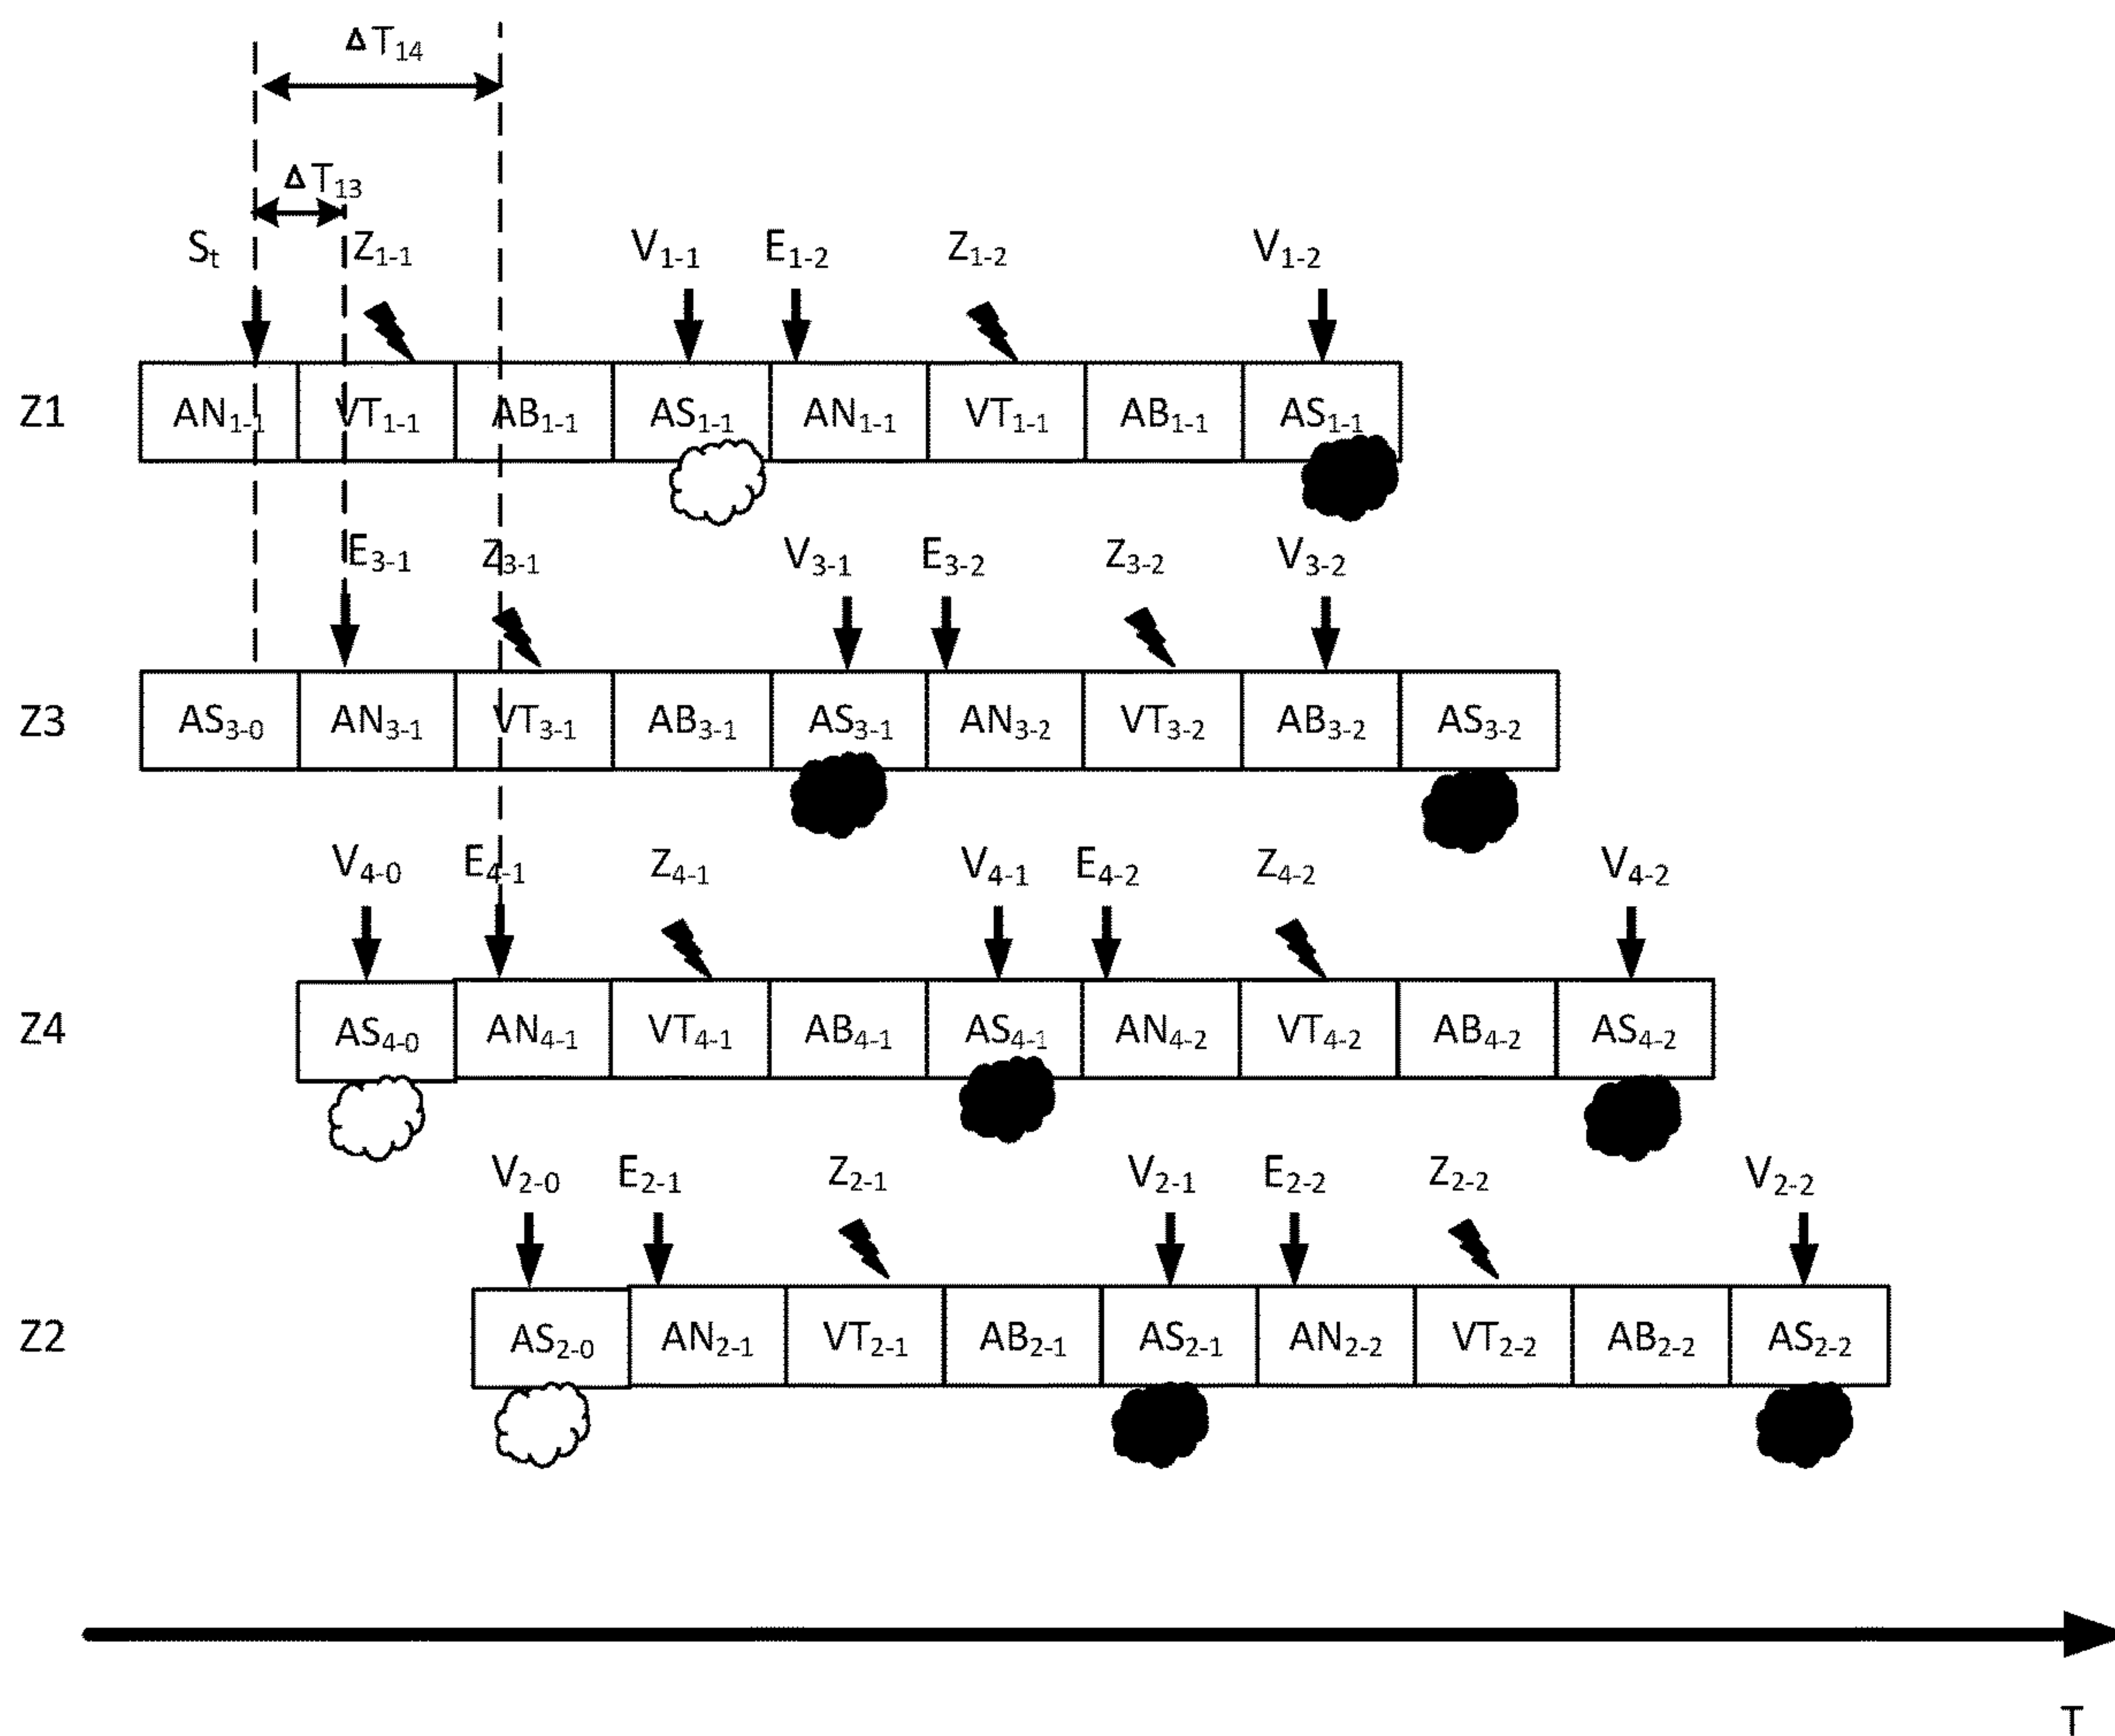 Δ T₁₄
Δ T₁₃
Sₜ Z₁₋₁ V₁₋₁ E₁₋₂ Z₁₋₂ V₁₋₂
Z1 AN₁₋₁ VT₁₋₁ AB₁₋₁ AS₁₋₁ AN₁₋₁ VT₁₋₁ AB₁₋₁ AS₁₋₁
E₃₋₁ Z₃₋₁ V₃₋₁ E₃₋₂ Z₃₋₂ V₃₋₂
Z3 AS₃₋₀ AN₃₋₁ VT₃₋₁ AB₃₋₁ AS₃₋₁ AN₃₋₂ VT₃₋₂ AB₃₋₂ AS₃₋₂
V₄₋₀ E₄₋₁ Z₄₋₁ V₄₋₁ E₄₋₂ Z₄₋₂ V₄₋₂
Z4 AS₄₋₀ AN₄₋₁ VT₄₋₁ AB₄₋₁ AS₄₋₁ AN₄₋₂ VT₄₋₂ AB₄₋₂ AS₄₋₂
V₂₋₀ E₂₋₁ Z₂₋₁ V₂₋₁ E₂₋₂ Z₂₋₂ V₂₋₂
Z2 AS₂₋₀ AN₂₋₁ VT₂₋₁ AB₂₋₁ AS₂₋₁ AN₂₋₂ VT₂₋₂ AB₂₋₂ AS₂₋₂
T